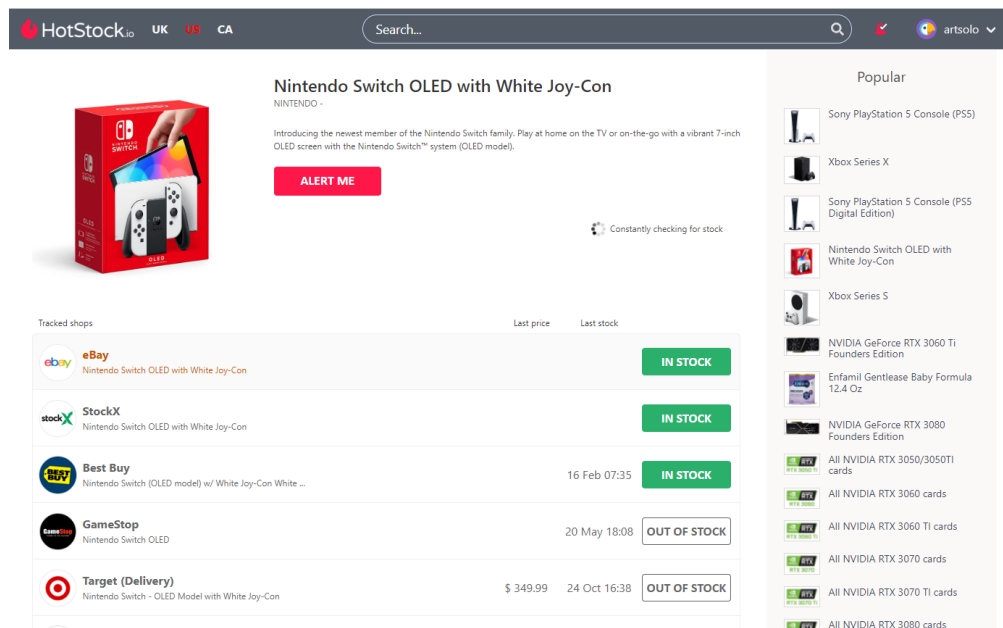 HotStock.io UK US CA Search... artsolo
Nintendo Switch OLED with White Joy-Con
NINTENDO -
Introducing the newest member of the Nintendo Switch family. Play at home on the TV or on-the-go with a vibrant 7-inch
OLED screen with the Nintendo Switch™ system (OLED model).
ALERT ME
Constantly checking for stock
NINTENDO
SWITCH
OLED
OLED
Tracked shops Last price Last stock
ebay eBay
Nintendo Switch OLED with White Joy-Con
IN STOCK
stockX StockX
Nintendo Switch OLED with White Joy-Con
IN STOCK
BEST BUY Best Buy
Nintendo Switch (OLED model) w/ White Joy-Con White ...
16 Feb 07:35 IN STOCK
GameStop GameStop
Nintendo Switch OLED
20 May 18:08 OUT OF STOCK
Target (Delivery)
Nintendo Switch - OLED Model with White Joy-Con
$ 349.99 24 Oct 16:38 OUT OF STOCK
Popular
Sony PlayStation 5 Console (PS5)
Xbox Series X
Sony PlayStation 5 Console (PS5
Digital Edition)
Nintendo Switch OLED with
White Joy-Con
Xbox Series S
NVIDIA GeForce RTX 3060 Ti
Founders Edition
Enfamil Gentlease Baby Formula
12.4 Oz
NVIDIA GeForce RTX 3080
Founders Edition
All NVIDIA RTX 3050/3050TI
cards
All NVIDIA RTX 3060 cards
All NVIDIA RTX 3060 TI cards
All NVIDIA RTX 3070 cards
All NVIDIA RTX 3070 TI cards
All NVIDIA RTX 3080 cards